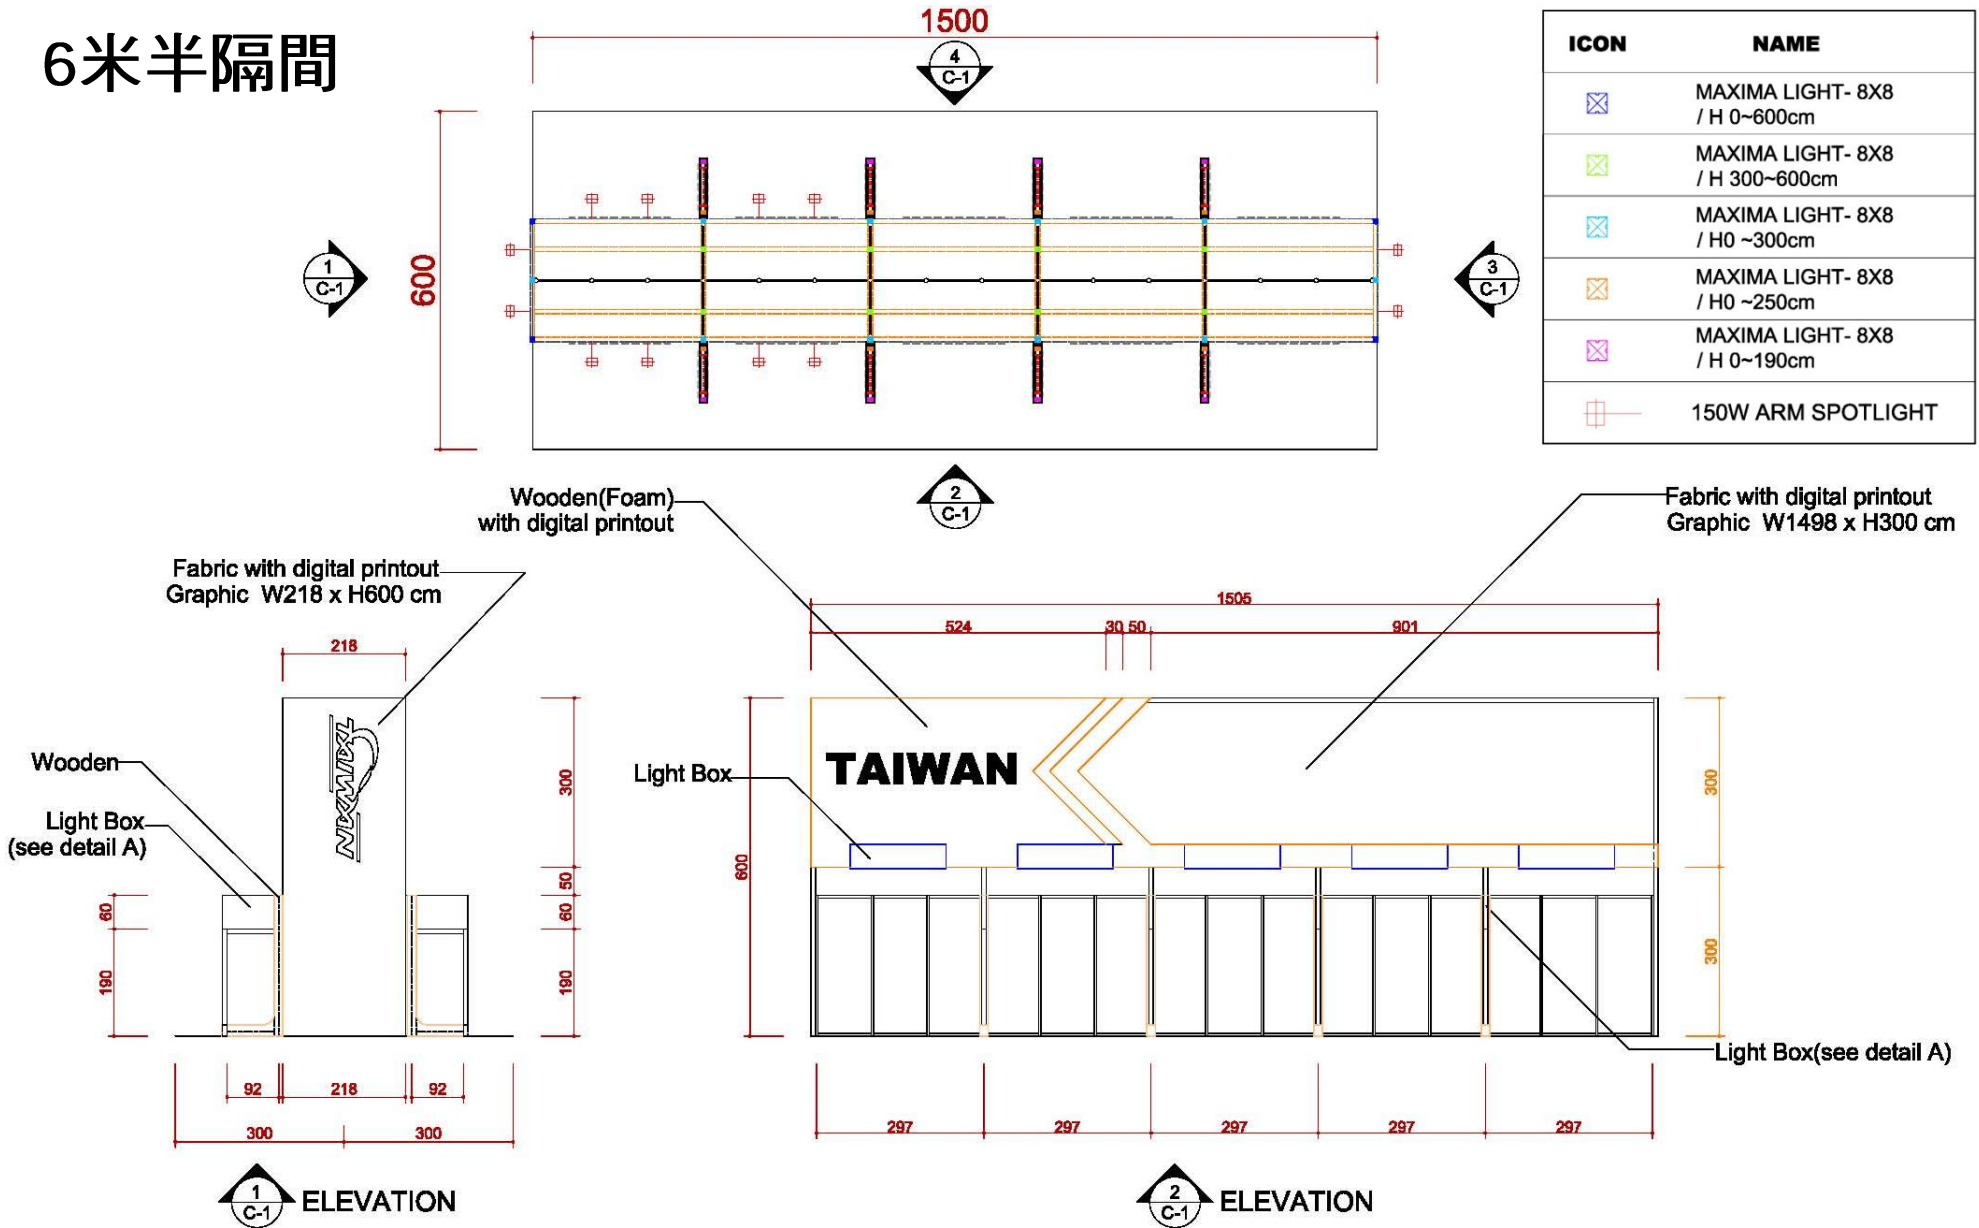 6米半隔間
1500
4
C-1
600
1
C-1
3
C-1
2
C-1
ICON NAME
MAXIMA LIGHT- 8X8
/ H 0~600cm
MAXIMA LIGHT- 8X8
/ H 300~600cm
MAXIMA LIGHT- 8X8
/ H0 ~300cm
MAXIMA LIGHT- 8X8
/ H0 ~250cm
MAXIMA LIGHT- 8X8
/ H 0~190cm
150W ARM SPOTLIGHT
Wooden(Foam)
with digital printout
Fabric with digital printout
Graphic W1498 x H300 cm
Fabric with digital printout
Graphic W218 x H600 cm
218
Wooden
Light Box
(see detail A)
300
50
60
190
60
190
92 218 92
300 300
1
C-1
ELEVATION
1505
524 30 50 901
TAIWAN
Light Box
600
300
300
Light Box(see detail A)
297 297 297 297 297
2
C-1
ELEVATION